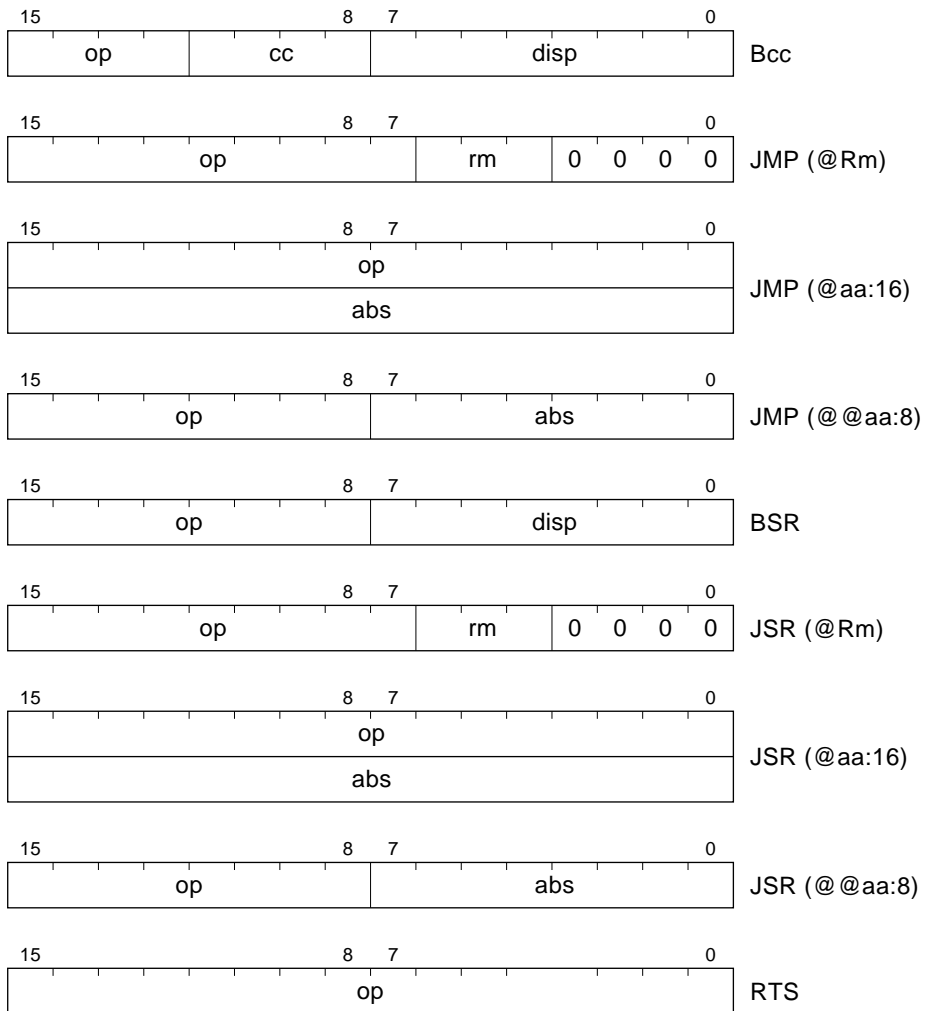 15 8 7 0
op cc disp Bcc
15 8 7 0
op rm 0 0 0 0 JMP (@Rm)
15 8 7 0
op
abs
JMP (@aa:16)
15 8 7 0
op abs JMP (@@aa:8)
15 8 7 0
op disp BSR
15 8 7 0
op rm 0 0 0 0 JSR (@Rm)
15 8 7 0
op
abs
JSR (@aa:16)
15 8 7 0
op abs JSR (@@aa:8)
15 8 7 0
op RTS